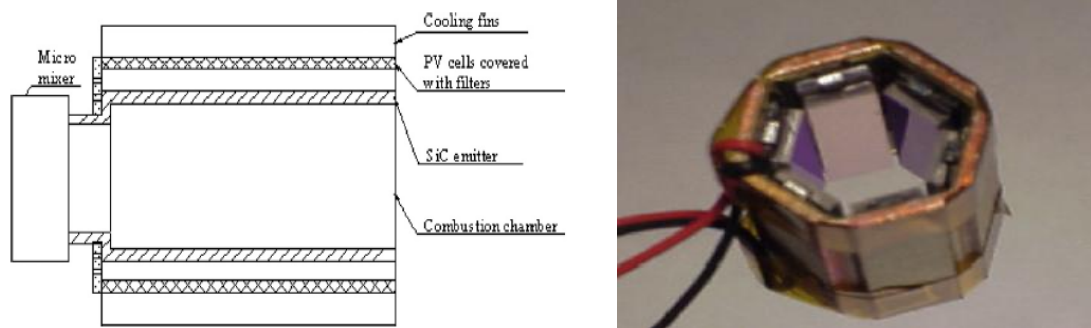 Cooling fins
Micro
mixer
PV cells covered
with filters
SiC emitter
Combustion chamber